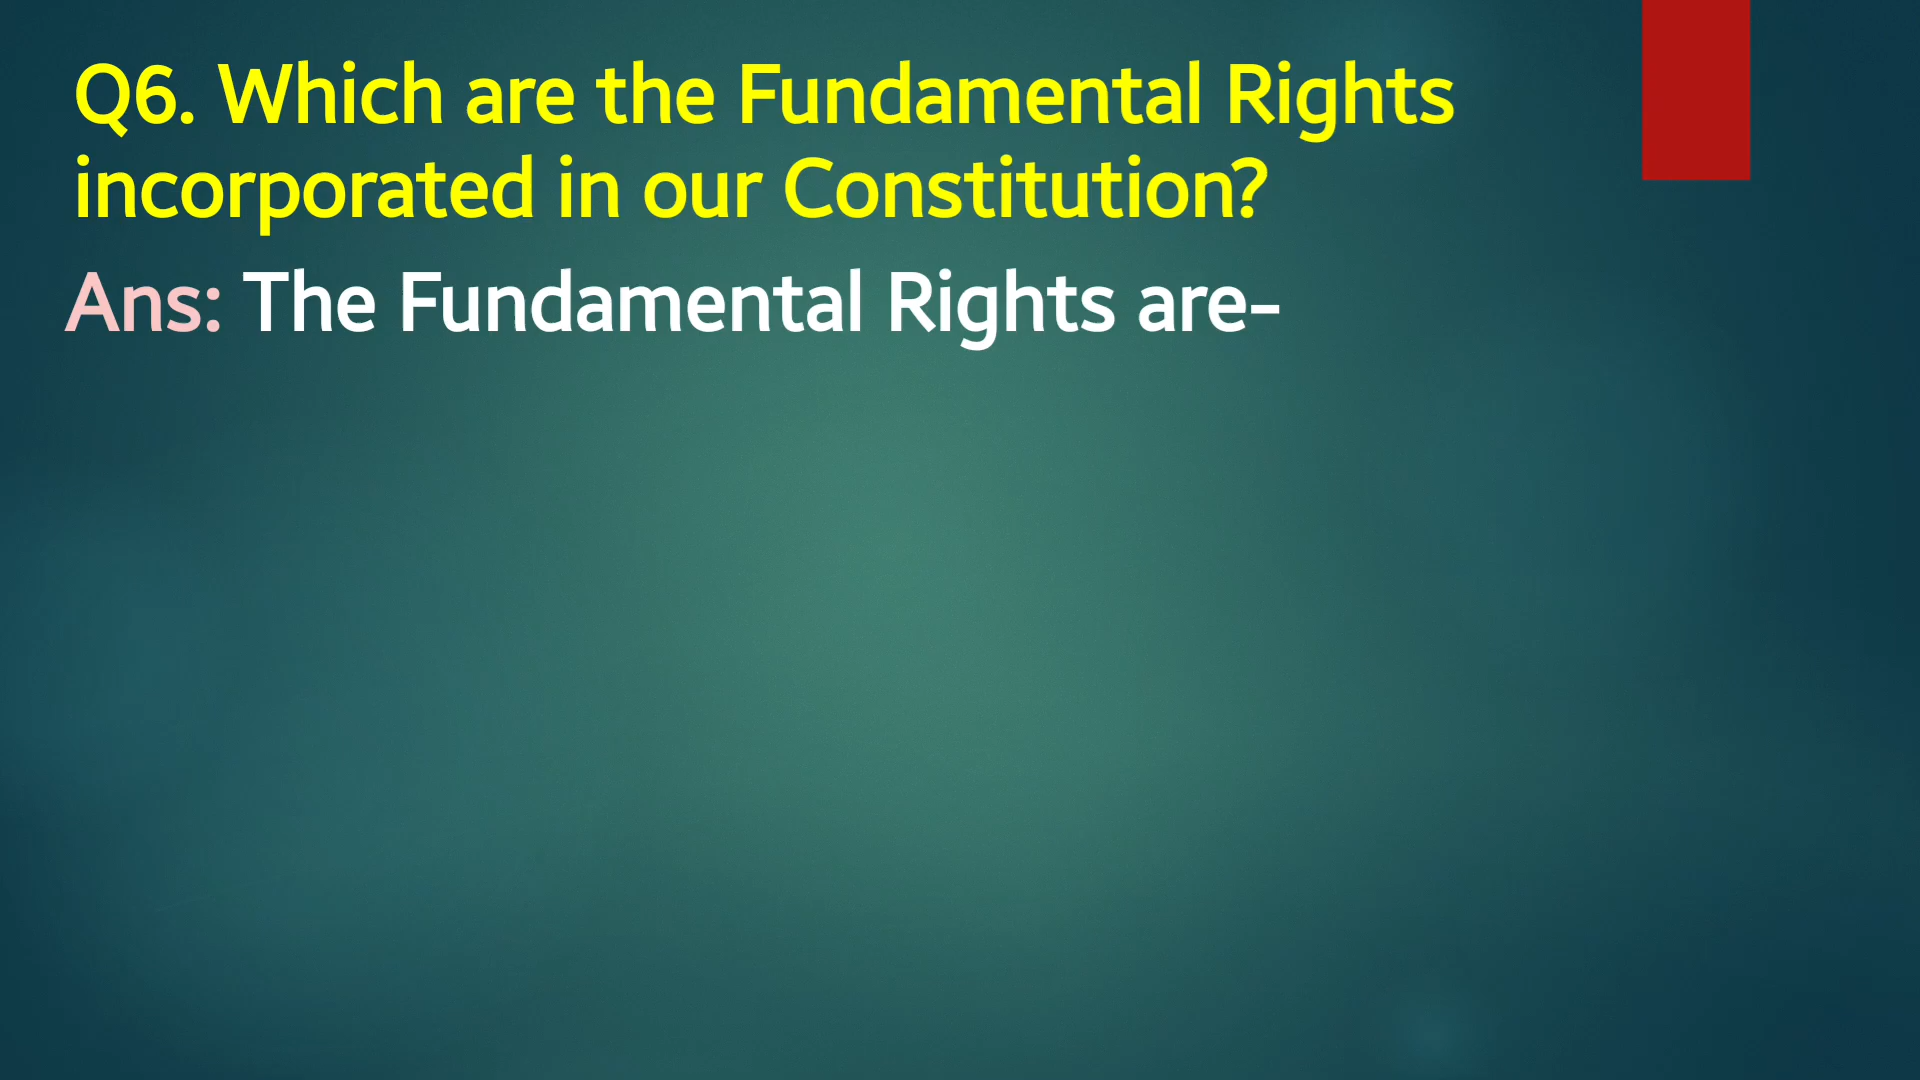 Q6. Which are the Fundamental Rights
incorporated in our Constitution?
Ans: The Fundamental Rights are-